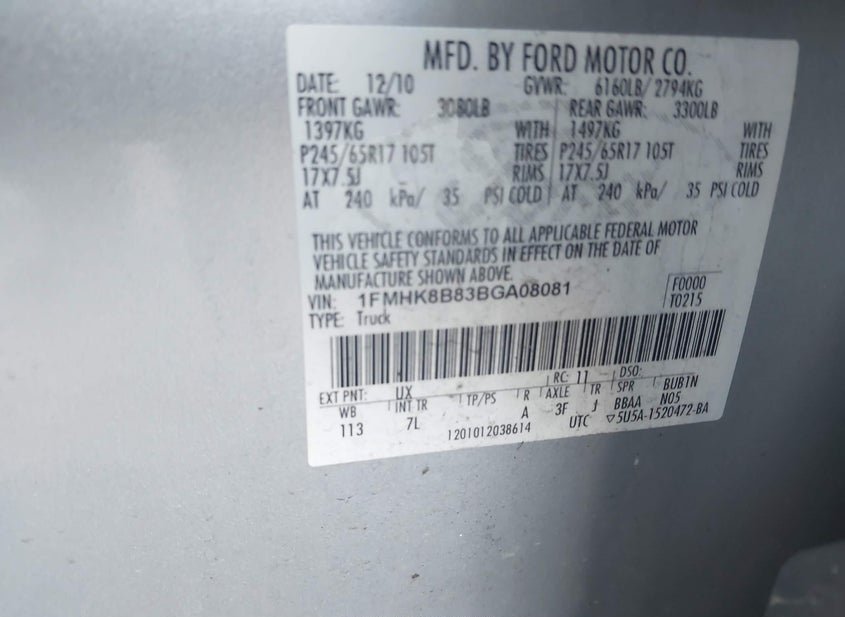 MFD. BY FORD MOTOR CO.
DATE: 12/10 GVWR: 6160LB/ 2794KG
FRONT GAWR: 3080LB REAR GAWR: 3300LB
1397KG WITH 1497KG WITH
P245/65R17 105T TIRES P245/65R17 105T TIRES
17X7.5J RIMS 17X7.5J RIMS
AT 240 kPa/ 35 PSI COLD AT 240 kPa/ 35 PSI COLD
THIS VEHICLE CONFORMS TO ALL APPLICABLE FEDERAL MOTOR
VEHICLE SAFETY STANDARDS IN EFFECT ON THE DATE OF
MANUFACTURE SHOWN ABOVE.
VIN: 1FMHK8B83BGA08081 F0000
TYPE: Truck T0215
EXT PNT: UX RC: 11 DSO:
WB INT TR TP/PS R AXLE TR SPR BUB1N
113 7L A 3F J BBAA N05
1201012038614 UTC ▽5U5A-1520472-BA